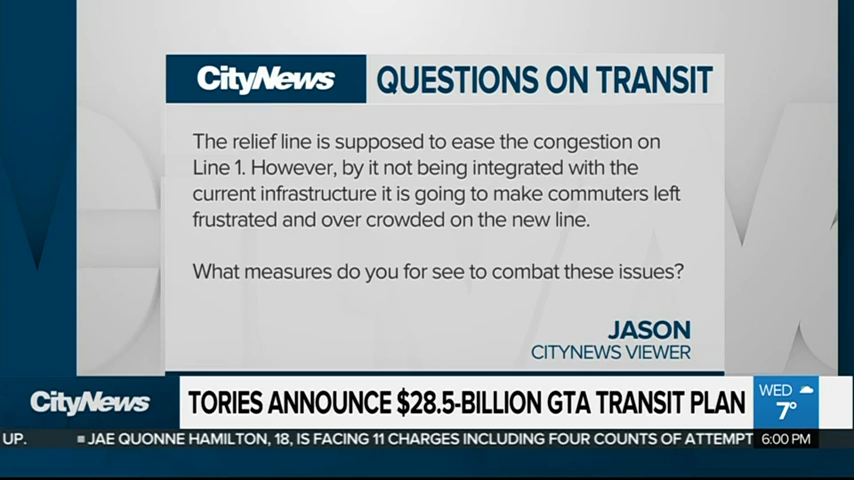 CityNews QUESTIONS ON TRANSIT
The relief line is supposed to ease the congestion on
Line 1. However, by it not being integrated with the
current infrastructure it is going to make commuters left
frustrated and over crowded on the new line.
What measures do you for see to combat these issues?
JASON
CITYNEWS VIEWER
CityNews TORIES ANNOUNCE $28.5-BILLION GTA TRANSIT PLAN WED 7°
UP. ▪ JAE QUONNE HAMILTON, 18, IS FACING 11 CHARGES INCLUDING FOUR COUNTS OF ATTEMPT 6:00 PM